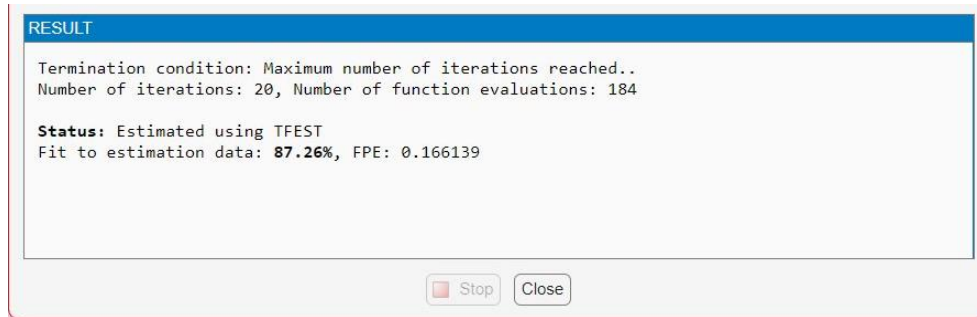 RESULT
Termination condition: Maximum number of iterations reached..
Number of iterations: 20, Number of function evaluations: 184
Status: Estimated using TFEST
Fit to estimation data: 87.26%, FPE: 0.166139
Stop Close